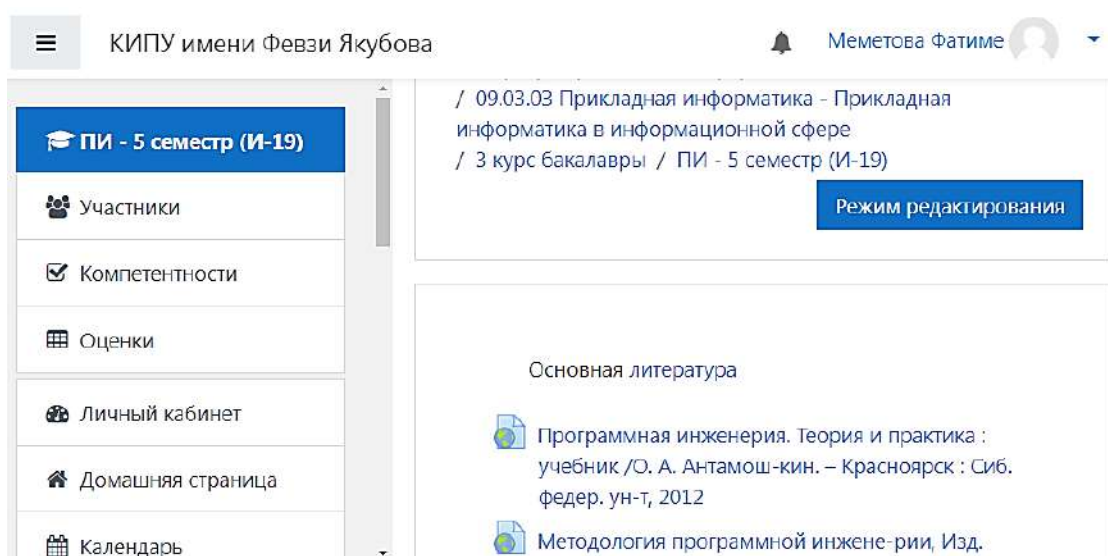 КИПУ имени Февзи Якубова
Меметова Фатиме
ПИ - 5 семестр (И-19)
Участники
Компетентности
Оценки
Личный кабинет
Домашняя страница
Календарь
/ 09.03.03 Прикладная информатика - Прикладная
информатика в информационной сфере
/ 3 курс бакалавры / ПИ - 5 семестр (И-19)
Режим редактирования
Основная литература
Программная инженерия. Теория и практика :
учебник /О. А. Антамош-кин. – Красноярск : Сиб.
федер. ун-т, 2012
Методология программной инжене-рии, Изд.